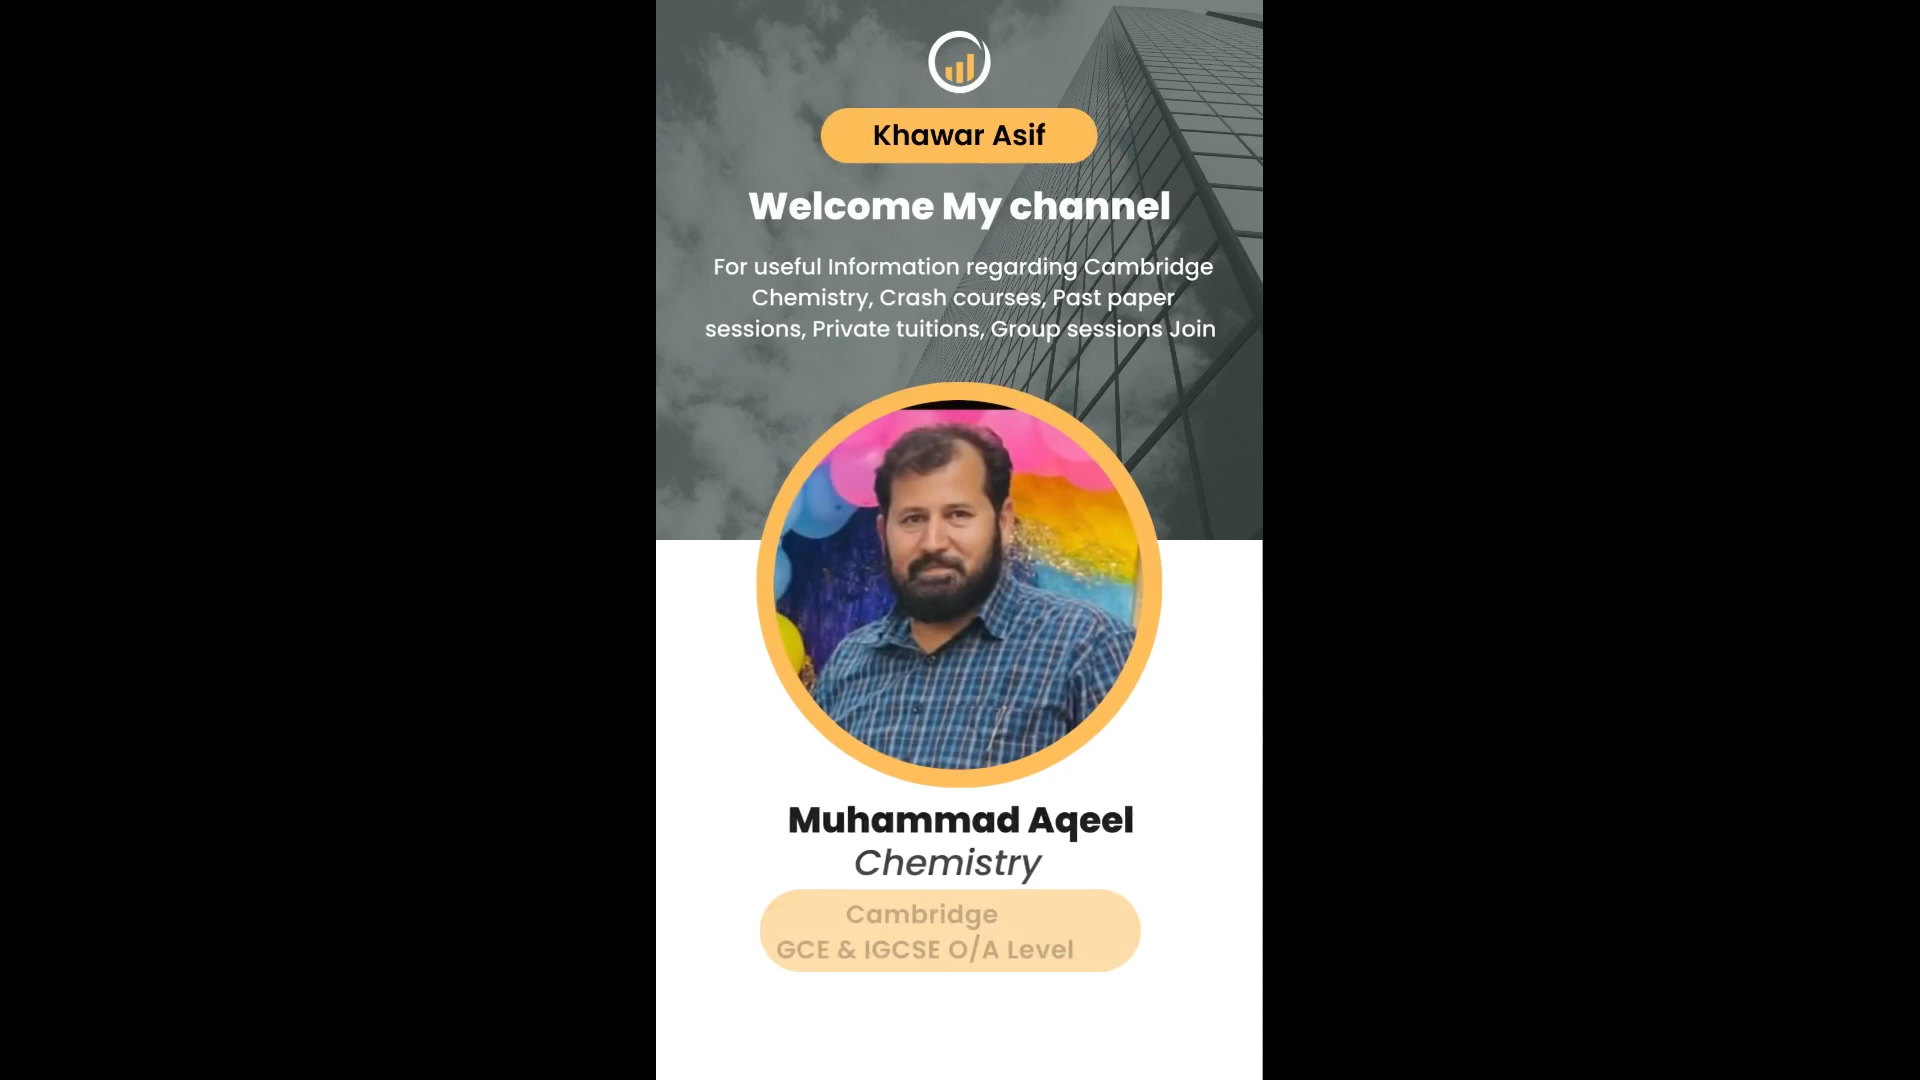 Khawar Asif
Welcome My channel
For useful Information regarding Cambridge
Chemistry, Crash courses, Past paper
sessions, Private tuitions, Group sessions Join
Muhammad Aqeel
Chemistry
Cambridge
GCE & IGCSE O/A Level